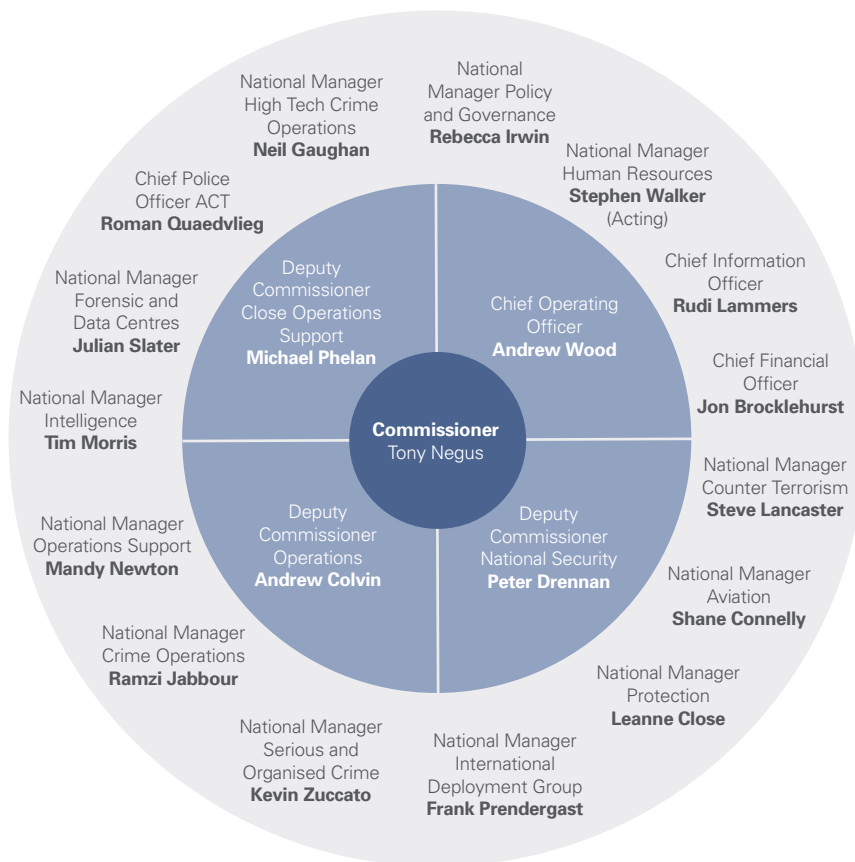 National Manager
High Tech Crime
Operations
Neil Gaughan
National
Manager Policy
and Governance
Rebecca Irwin
National Manager
Human Resources
Stephen Walker
(Acting)
Chief Information
Officer
Rudi Lammers
Chief Financial
Officer
Jon Brocklehurst
National Manager
Counter Terrorism
Steve Lancaster
National Manager
Aviation
Shane Connelly
National Manager
Protection
Leanne Close
National Manager
International
Deployment Group
Frank Prendergast
National Manager
Serious and
Organised Crime
Kevin Zuccato
National Manager
Crime Operations
Ramzi Jabbour
National Manager
Operations Support
Mandy Newton
National Manager
Intelligence
Tim Morris
National Manager
Forensic and
Data Centres
Julian Slater
Chief Police
Officer ACT
Roman Quaedvlieg
Deputy
Commissioner
Close Operations
Support
Michael Phelan
Chief Operating
Officer
Andrew Wood
Commissioner
Tony Negus
Deputy
Commissioner
Operations
Andrew Colvin
Deputy
Commissioner
National Security
Peter Drennan